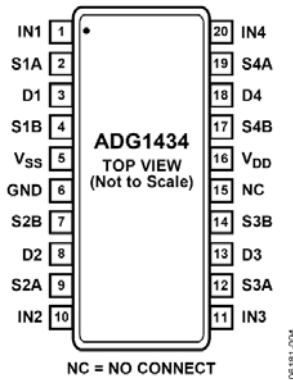 IN1 1 20 IN4
S1A 2 19 S4A
D1 3 18 D4
S1B 4 17 S4B
VSS 5 16 VDD
GND 6 15 NC
S2B 7 14 S3B
D2 8 13 D3
S2A 9 12 S3A
IN2 10 11 IN3
ADG1434
TOP VIEW
(Not to Scale)
NC = NO CONNECT
06181-004